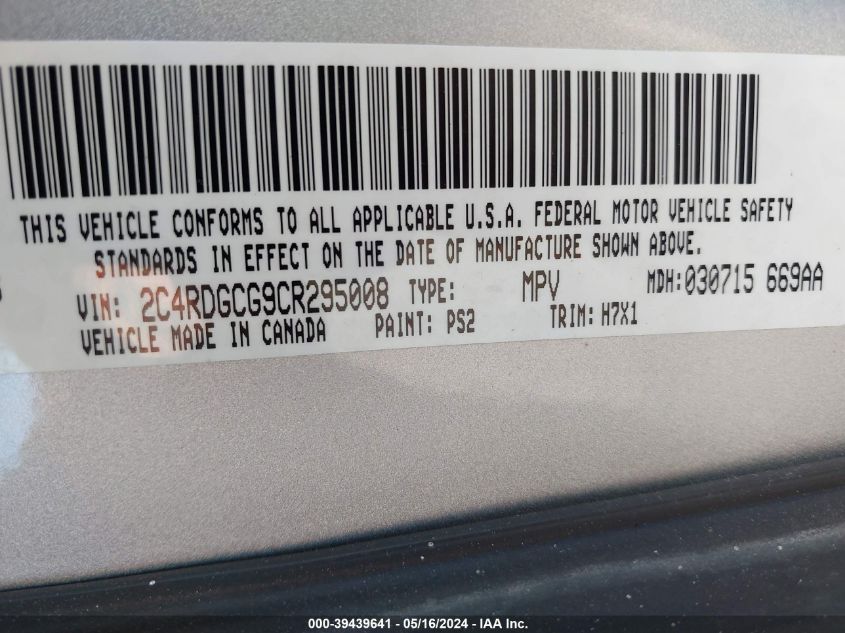 THIS VEHICLE CONFORMS TO ALL APPLICABLE U.S.A. FEDERAL MOTOR VEHICLE SAFETY
STANDARDS IN EFFECT ON THE DATE OF MANUFACTURE SHOWN ABOVE.
VIN: 2C4RDGCG9CR295008 TYPE: MPV MDH:030715 669AA
VEHICLE MADE IN CANADA PAINT: PS2 TRIM: H7X1
000-39439641 - 05/16/2024 - IAA Inc.